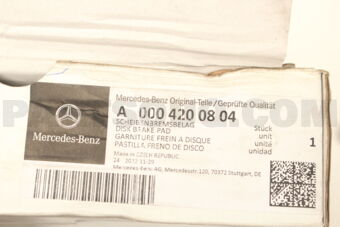 Mercedes-Benz Original-Teile/Geprüfte Qualität
A 000 420 08 04
SCHEIBENBREMSBELAG
DISK BRAKE PAD
GARNITURE FREIN A DISQUE
PASTILLA FRENO DE DISCO
Stück
unit
unité
unidad
1
Mercedes-Benz
Made in CZECH REPUBLIC
Mercedes-Benz AG, Mercedesstr. 120, 70372 Stuttgart, DE